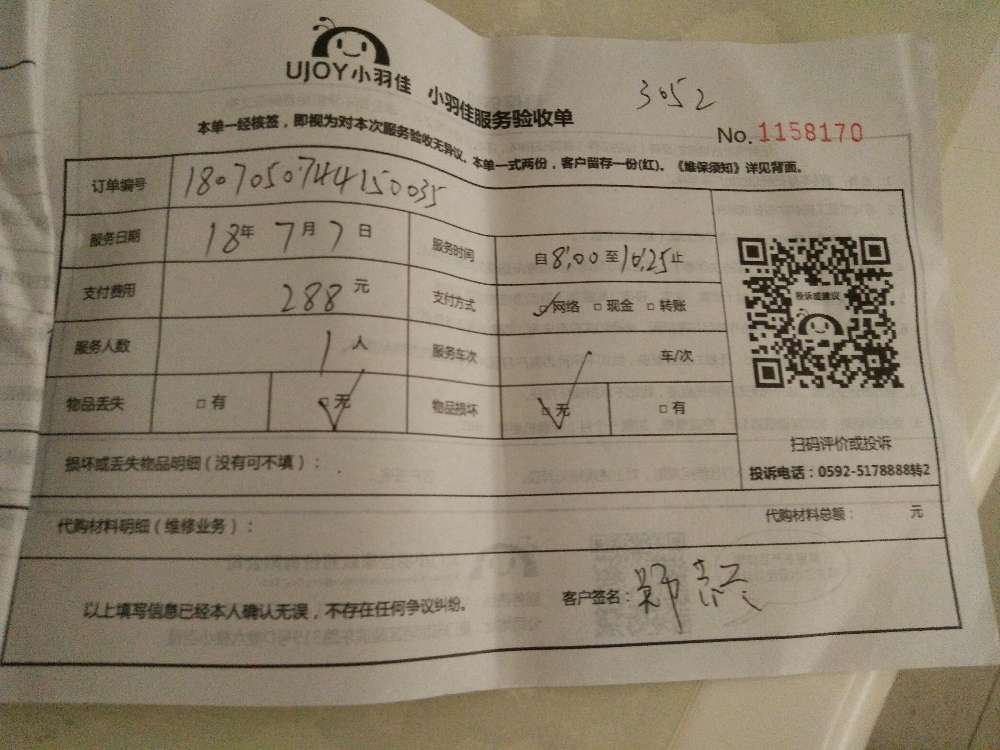 UJOY小羽佳 小羽佳服务验收单
3052
No.1158170
本单一经核签，即视为对本次服务验收无异议。本单一式两份，客户留存一份(红)。《维保须知》详见背面。
订单编号 180705074415003
服务日期 18年 7月 7日 服务时间 自8:00至10:25止
支付费用 288元 支付方式 ☑网络 □现金 □转账
服务人数 1人 服务车次 车/次
物品丢失 □有 ☑无 物品损坏 ☑无 □有
投诉或建议
扫码评价或投诉
投诉电话：0592-5178888转2
损坏或丢失物品明细（没有可不填）：
代购材料明细（维修业务）： 代购材料总额： 元
以上填写信息已经本人确认无误，不存在任何争议纠纷。 客户签名：